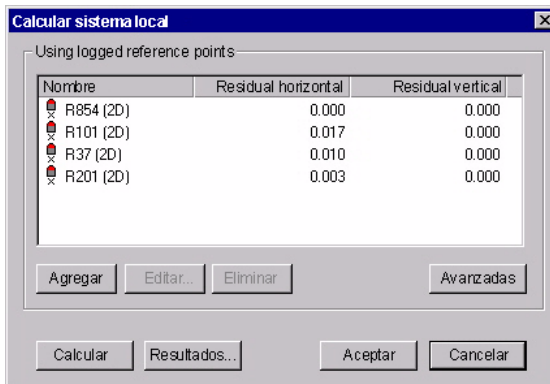 Calcular sistema local
Using logged reference points
Nombre Residual horizontal Residual vertical
R854 (2D) 0.000 0.000
R101 (2D) 0.017 0.000
R37 (2D) 0.010 0.000
R201 (2D) 0.003 0.000
Agregar Editar... Eliminar Avanzadas
Calcular Resultados... Aceptar Cancelar